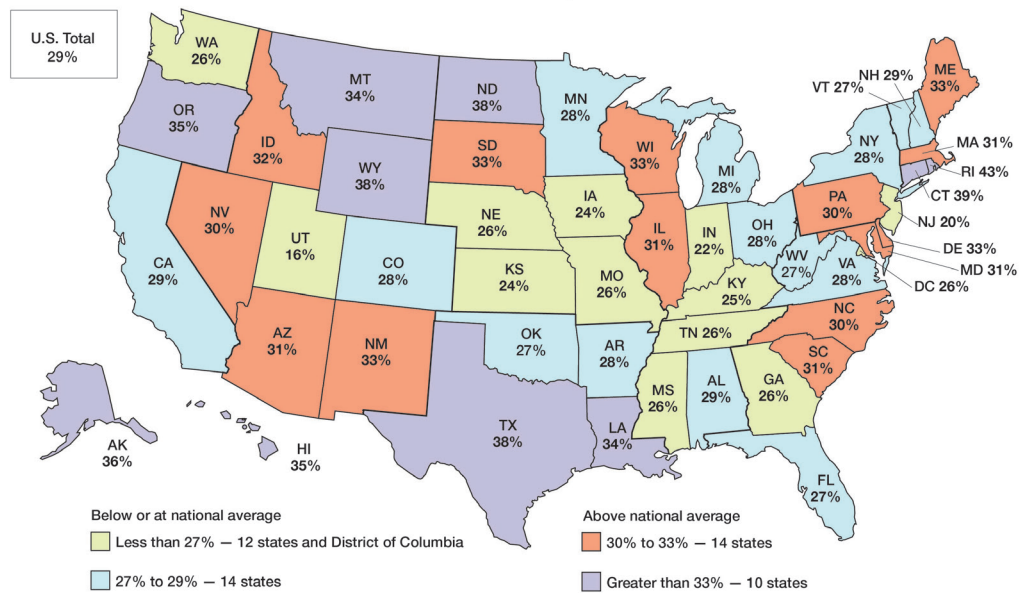 U.S. Total
29%
WA
26%
MT
34%
ND
38%
MN
28%
NH 29%
VT 27%
ME
33%
OR
35%
ID
32%
SD
33%
WI
33%
MI
28%
NY
28%
MA 31%
RI 43%
CT 39%
WY
38%
NE
26%
IA
24%
PA
30%
NJ 20%
NV
30%
UT
16%
CO
28%
KS
24%
MO
26%
IL
31%
IN
22%
OH
28%
WV
27%
VA
28%
DE 33%
MD 31%
DC 26%
CA
29%
KY
25%
NC
30%
AZ
31%
NM
33%
OK
27%
AR
28%
TN 26%
SC
31%
MS
26%
AL
29%
GA
26%
TX
38%
LA
34%
AK
36%
HI
35%
FL
27%
Below or at national average
Less than 27% — 12 states and District of Columbia
27% to 29% — 14 states
Above national average
30% to 33% — 14 states
Greater than 33% — 10 states